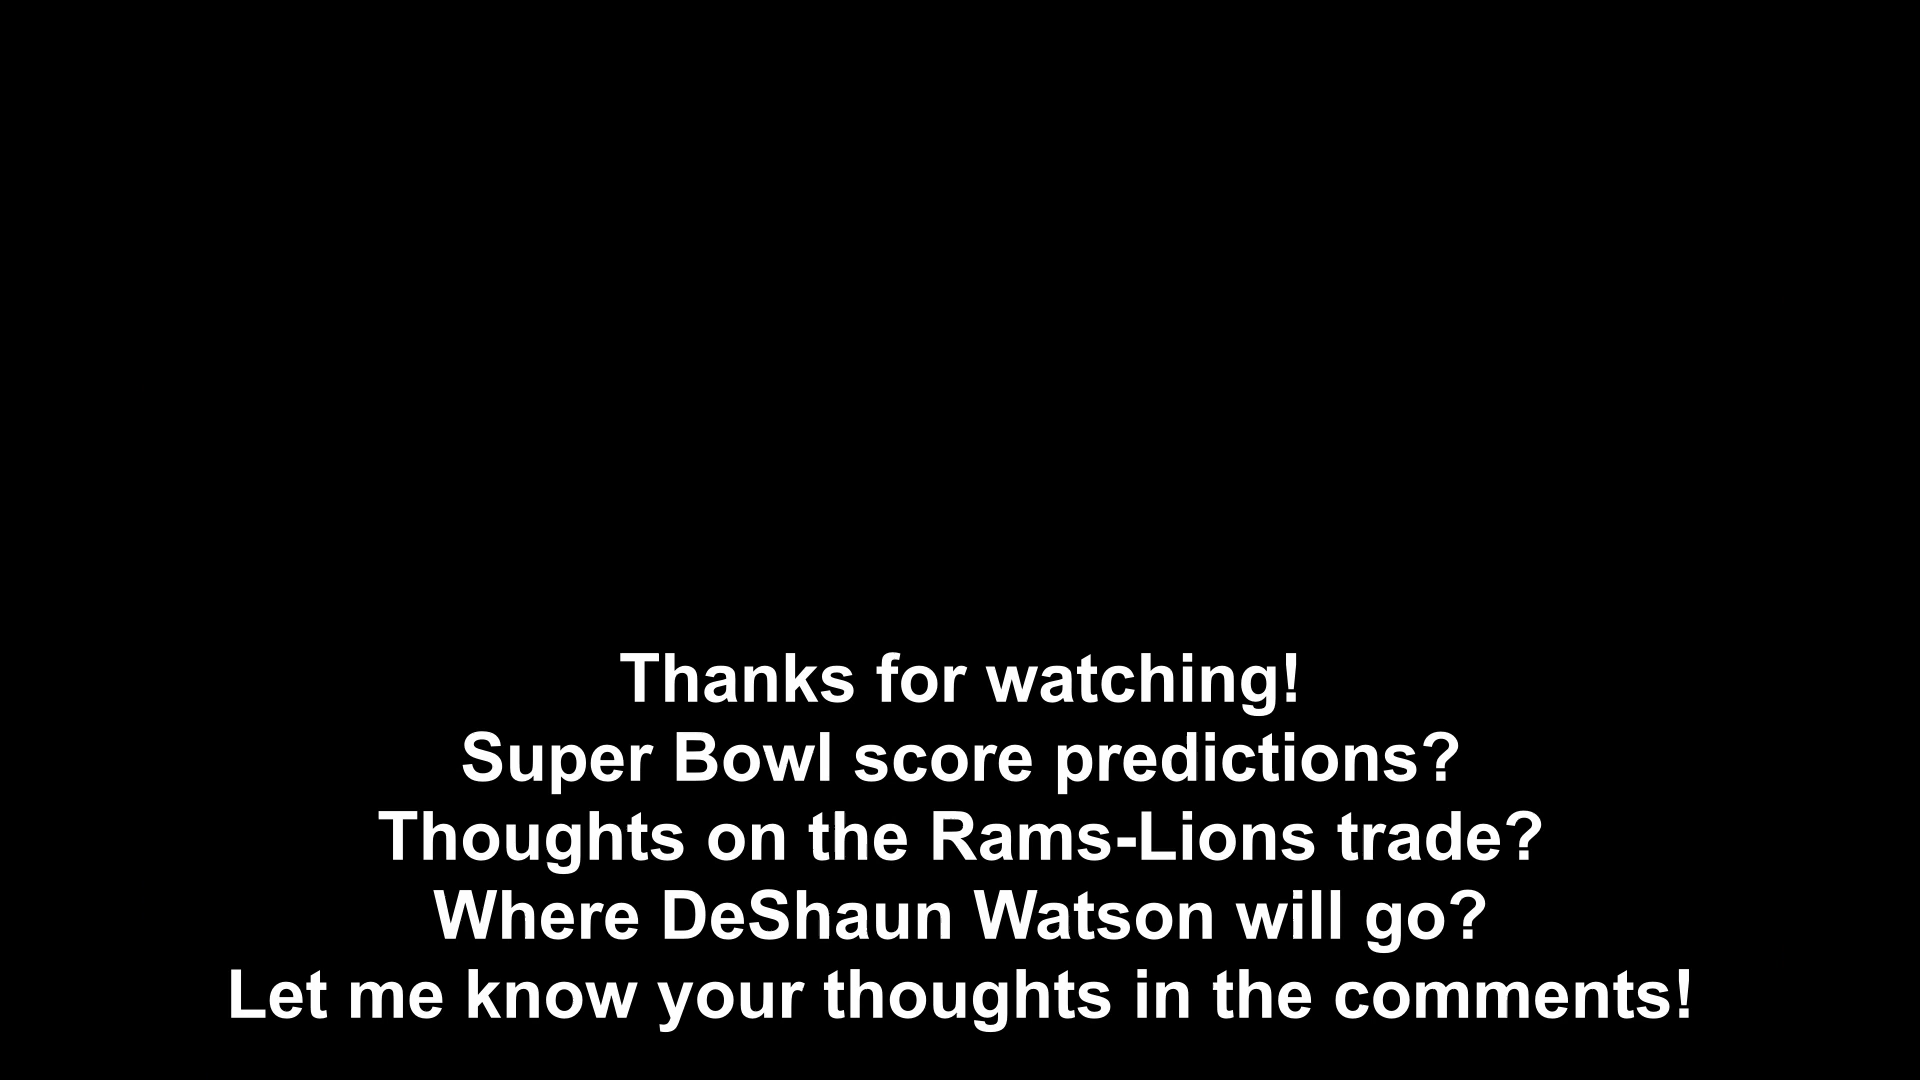 Thanks for watching!
Super Bowl score predictions?
Thoughts on the Rams-Lions trade?
Where DeShaun Watson will go?
Let me know your thoughts in the comments!